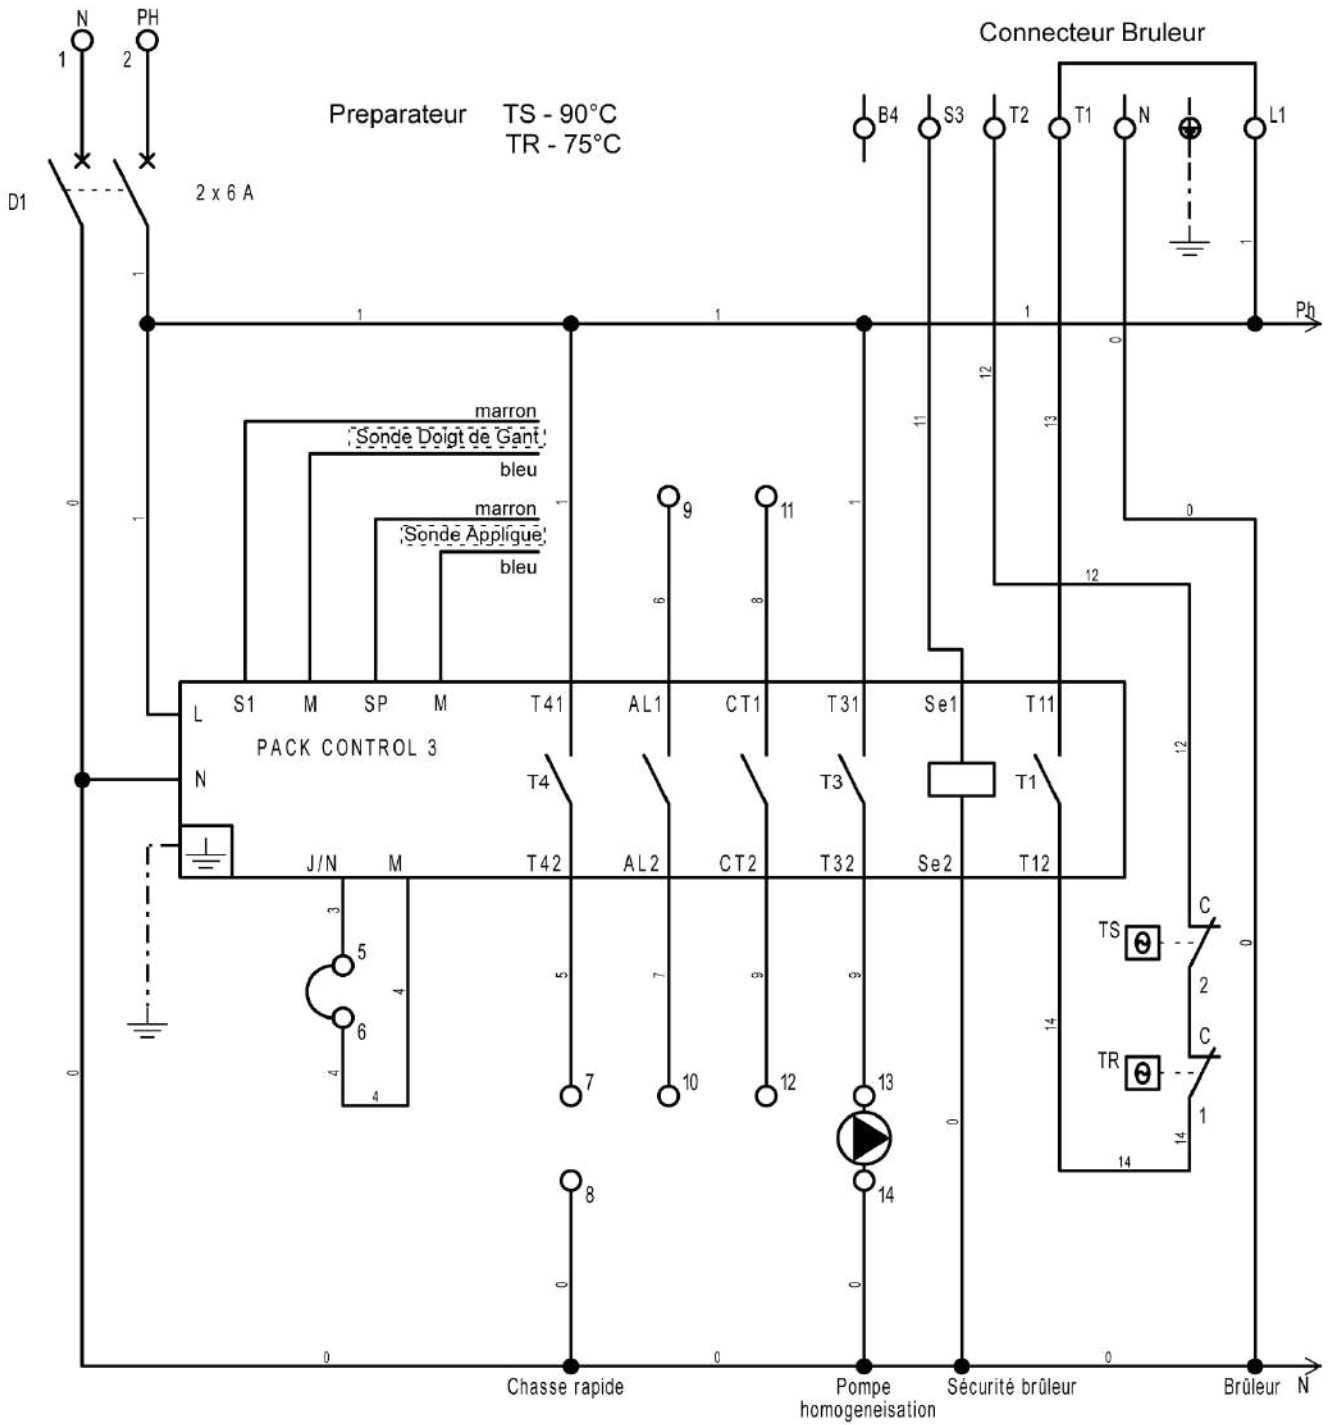 N PH
Connecteur Bruleur
1 2
Preparateur TS - 90°C
TR - 75°C
B4 S3 T2 T1 N L1
D1 2 x 6 A
1 1
1 1 1 Ph
0
12
marron
11 13
Sonde Doigt de Gant
bleu
0 1 1 1
marron
9 11 0
Sonde Applique
bleu
12
6 8
S1 M SP M T41 AL1 CT1 T31 Se1 T11
L
PACK CONTROL 3
12
N T4 T3 T1
J/N M T42 AL2 CT2 T32 Se2 T12
3 C
TS
5 0
4 5 7 9 9 2
6 14 C
TR
0 4 4 7 10 12 13 1
0 14 14
8 14
0 0
0 0 0
Chasse rapide Pompe Sécurité brûleur Brûleur N
homogeneisation